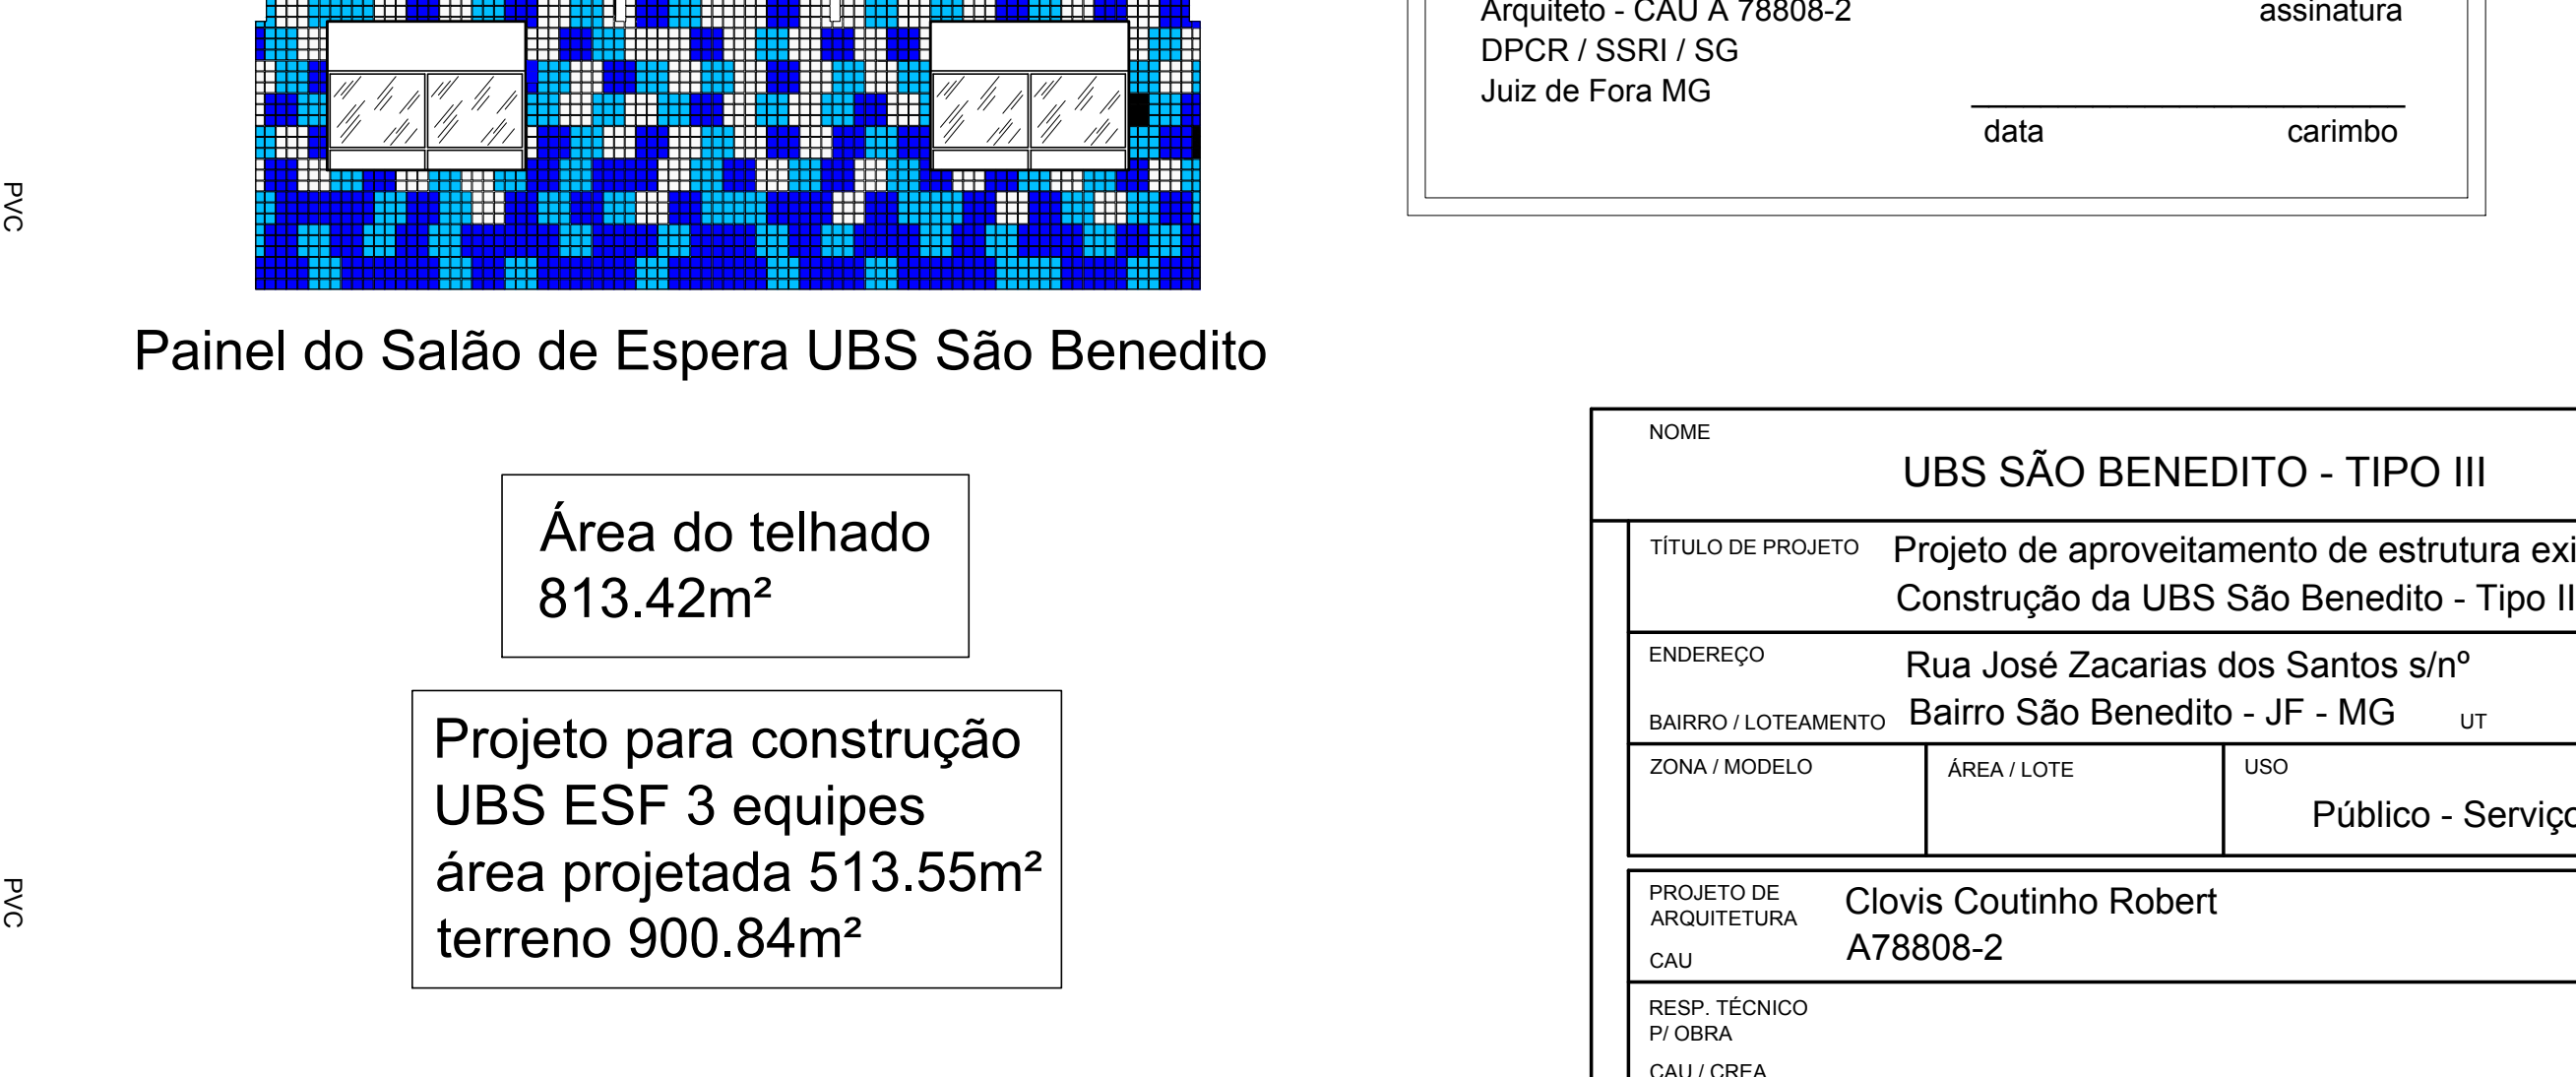 Arquiteto - CAU A 78808-2
assinatura
DPCR / SSRI / SG
Juiz de Fora MG
data
carimbo
PVC
Painel do Salão de Espera UBS São Benedito
Área do telhado
813.42m²
Projeto para construção
UBS ESF 3 equipes
área projetada 513.55m²
terreno 900.84m²
PVC
NOME
UBS SÃO BENEDITO - TIPO III
TÍTULO DE PROJETO
Projeto de aproveitamento de estrutura exi
Construção da UBS São Benedito - Tipo II
ENDEREÇO
Rua José Zacarias dos Santos s/nº
BAIRRO / LOTEAMENTO
Bairro São Benedito - JF - MG
UT
ZONA / MODELO
ÁREA / LOTE
USO
Público - Serviço
PROJETO DE
ARQUITETURA
Clovis Coutinho Robert
CAU
A78808-2
RESP. TÉCNICO
P/ OBRA
CAU / CREA